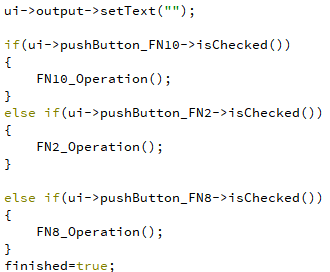 ui->output->setText("");
if(ui->pushButton_FN10->isChecked())
{
FN10_Operation();
}
else if(ui->pushButton_FN2->isChecked())
{
FN2_Operation();
}
else if(ui->pushButton_FN8->isChecked())
{
FN8_Operation();
}
finished=true;